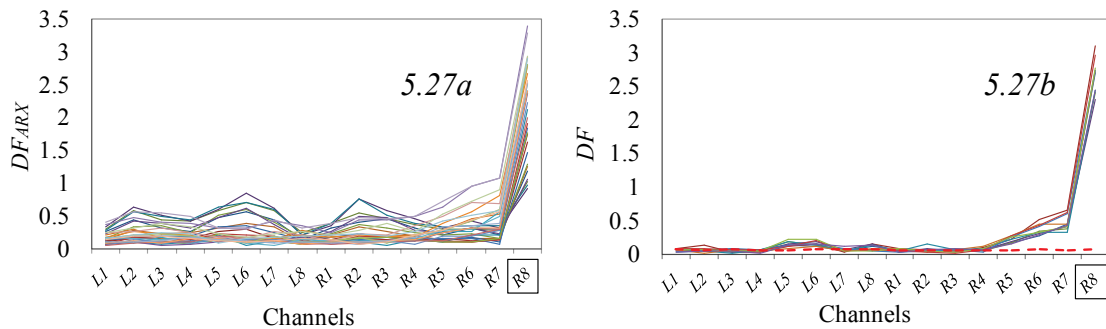 3.5
3
2.5
2
1.5
1
0.5
0
DF_ARX
5.27a
L1 L2 L3 L4 L5 L6 L7 L8 R1 R2 R3 R4 R5 R6 R7 R8
Channels
3.5
3
2.5
2
1.5
1
0.5
0
DF
5.27b
L1 L2 L3 L4 L5 L6 L7 L8 R1 R2 R3 R4 R5 R6 R7 R8
Channels